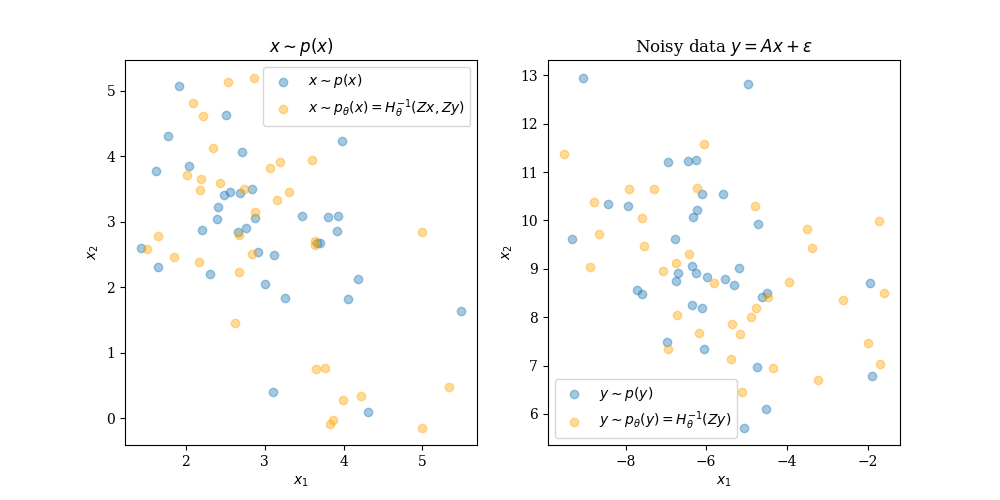 x ~ p(x)
x ~ p(x)
x ~ p_θ(x) = H_θ^{-1}(Zx, Zy)
5
4
3
2
1
0
x_2
2
3
4
5
x_1
Noisy data y = Ax + ε
13
12
11
10
9
8
7
6
x_2
y ~ p(y)
y ~ p_θ(y) = H_θ^{-1}(Zy)
−8
−6
−4
−2
x_1